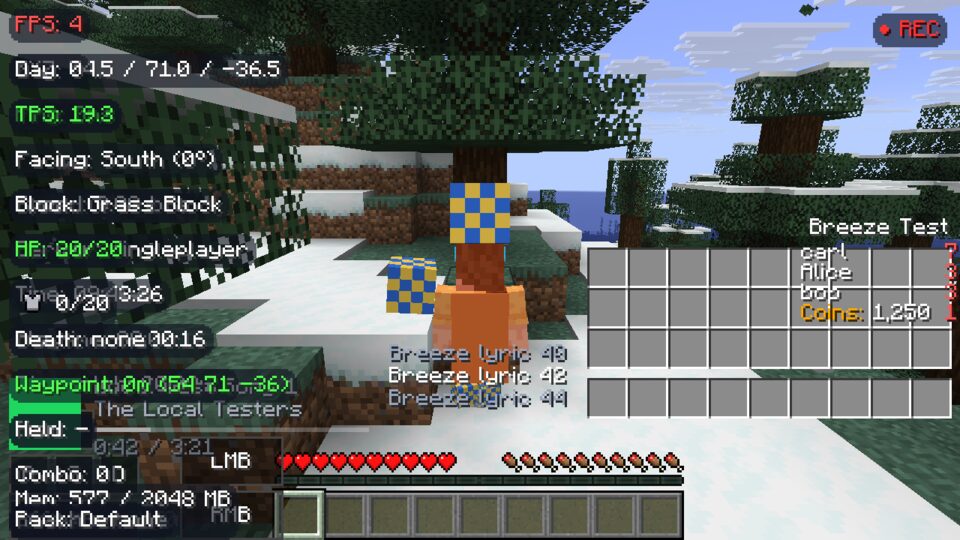 FPS: 4
REC
Day: 04.5 / 71.0 / -36.5
TPS: 19.3
Facing: South (0°)
Block: Grass Block
Breeze Test
HP: 20/20 ingleplayer
carl 7
Alice 3
bob 3
Coins: 1,250 1
0/20 :26
Death: none 00:16
Breeze lyric 40
Breeze lyric 42
Breeze lyric 44
Waypoint: 0m (54 71 -36)
The Local Testers
Held: -
0:42 / 3:21
LMB
Combo: 0
Mem: 577 / 2048 MB
RMB
Pack: Default